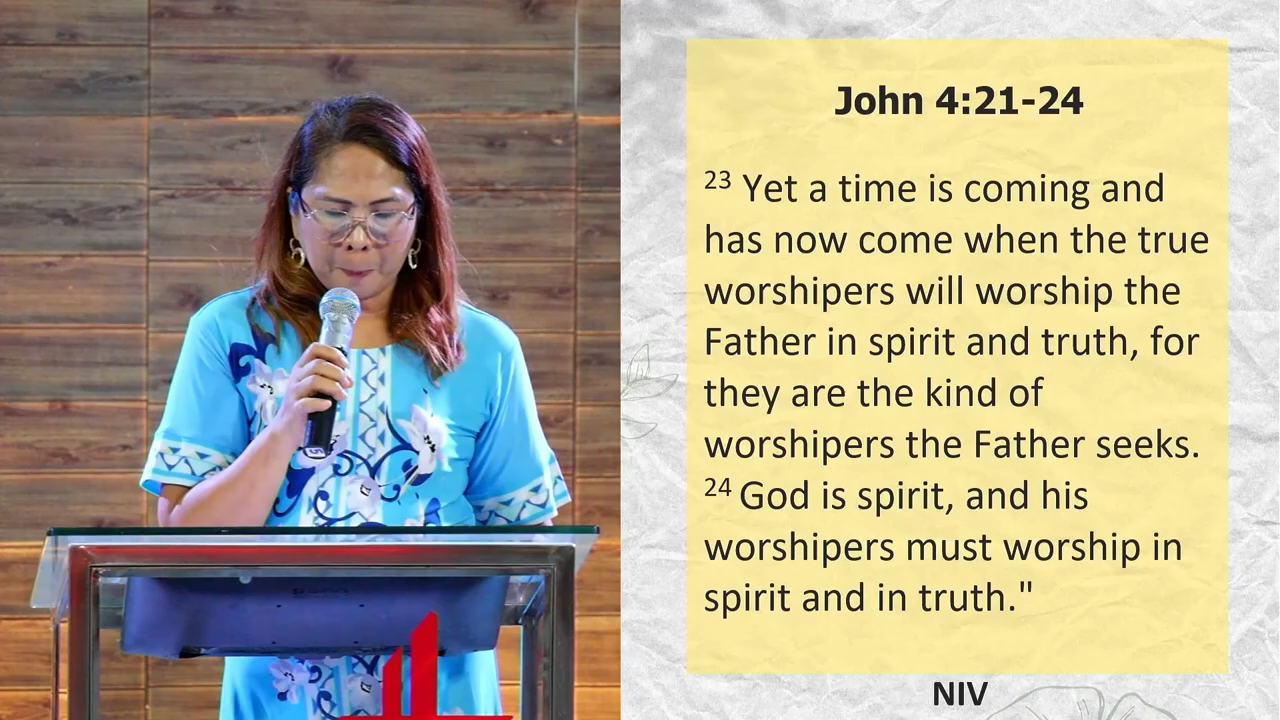 John 4:21-24
23 Yet a time is coming and
has now come when the true
worshipers will worship the
Father in spirit and truth, for
they are the kind of
worshipers the Father seeks.
24 God is spirit, and his
worshipers must worship in
spirit and in truth."
NIV